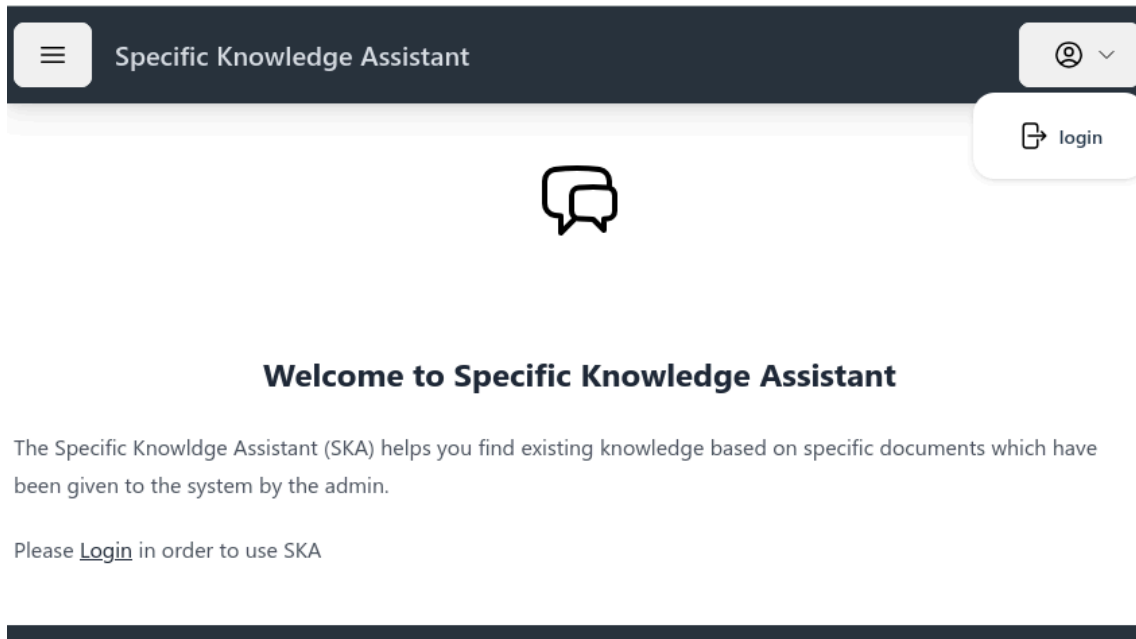 Specific Knowledge Assistant
login
Welcome to Specific Knowledge Assistant
The Specific Knowldge Assistant (SKA) helps you find existing knowledge based on specific documents which have
been given to the system by the admin.
Please Login in order to use SKA